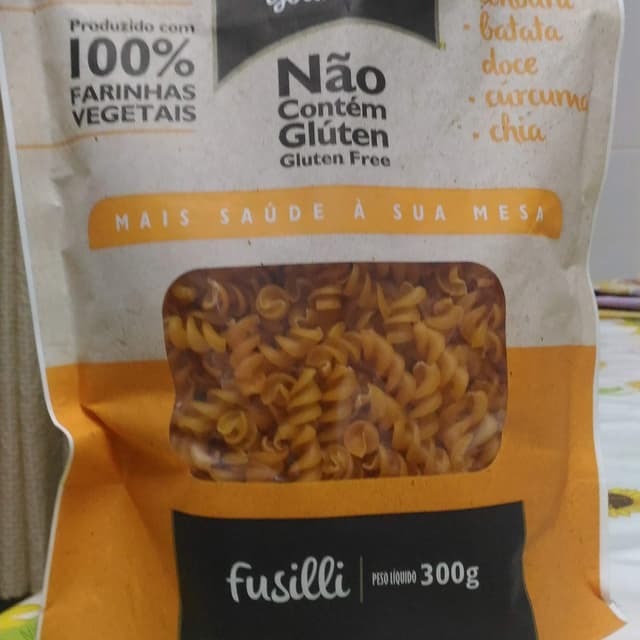 Produzido com
100%
FARINHAS
VEGETAIS
Não
Contém
Glúten
Gluten Free
• batata
doce
• cúrcuma
• chia
MAIS SAÚDE À SUA MESA
fusilli | PESO LÍQUIDO 300g